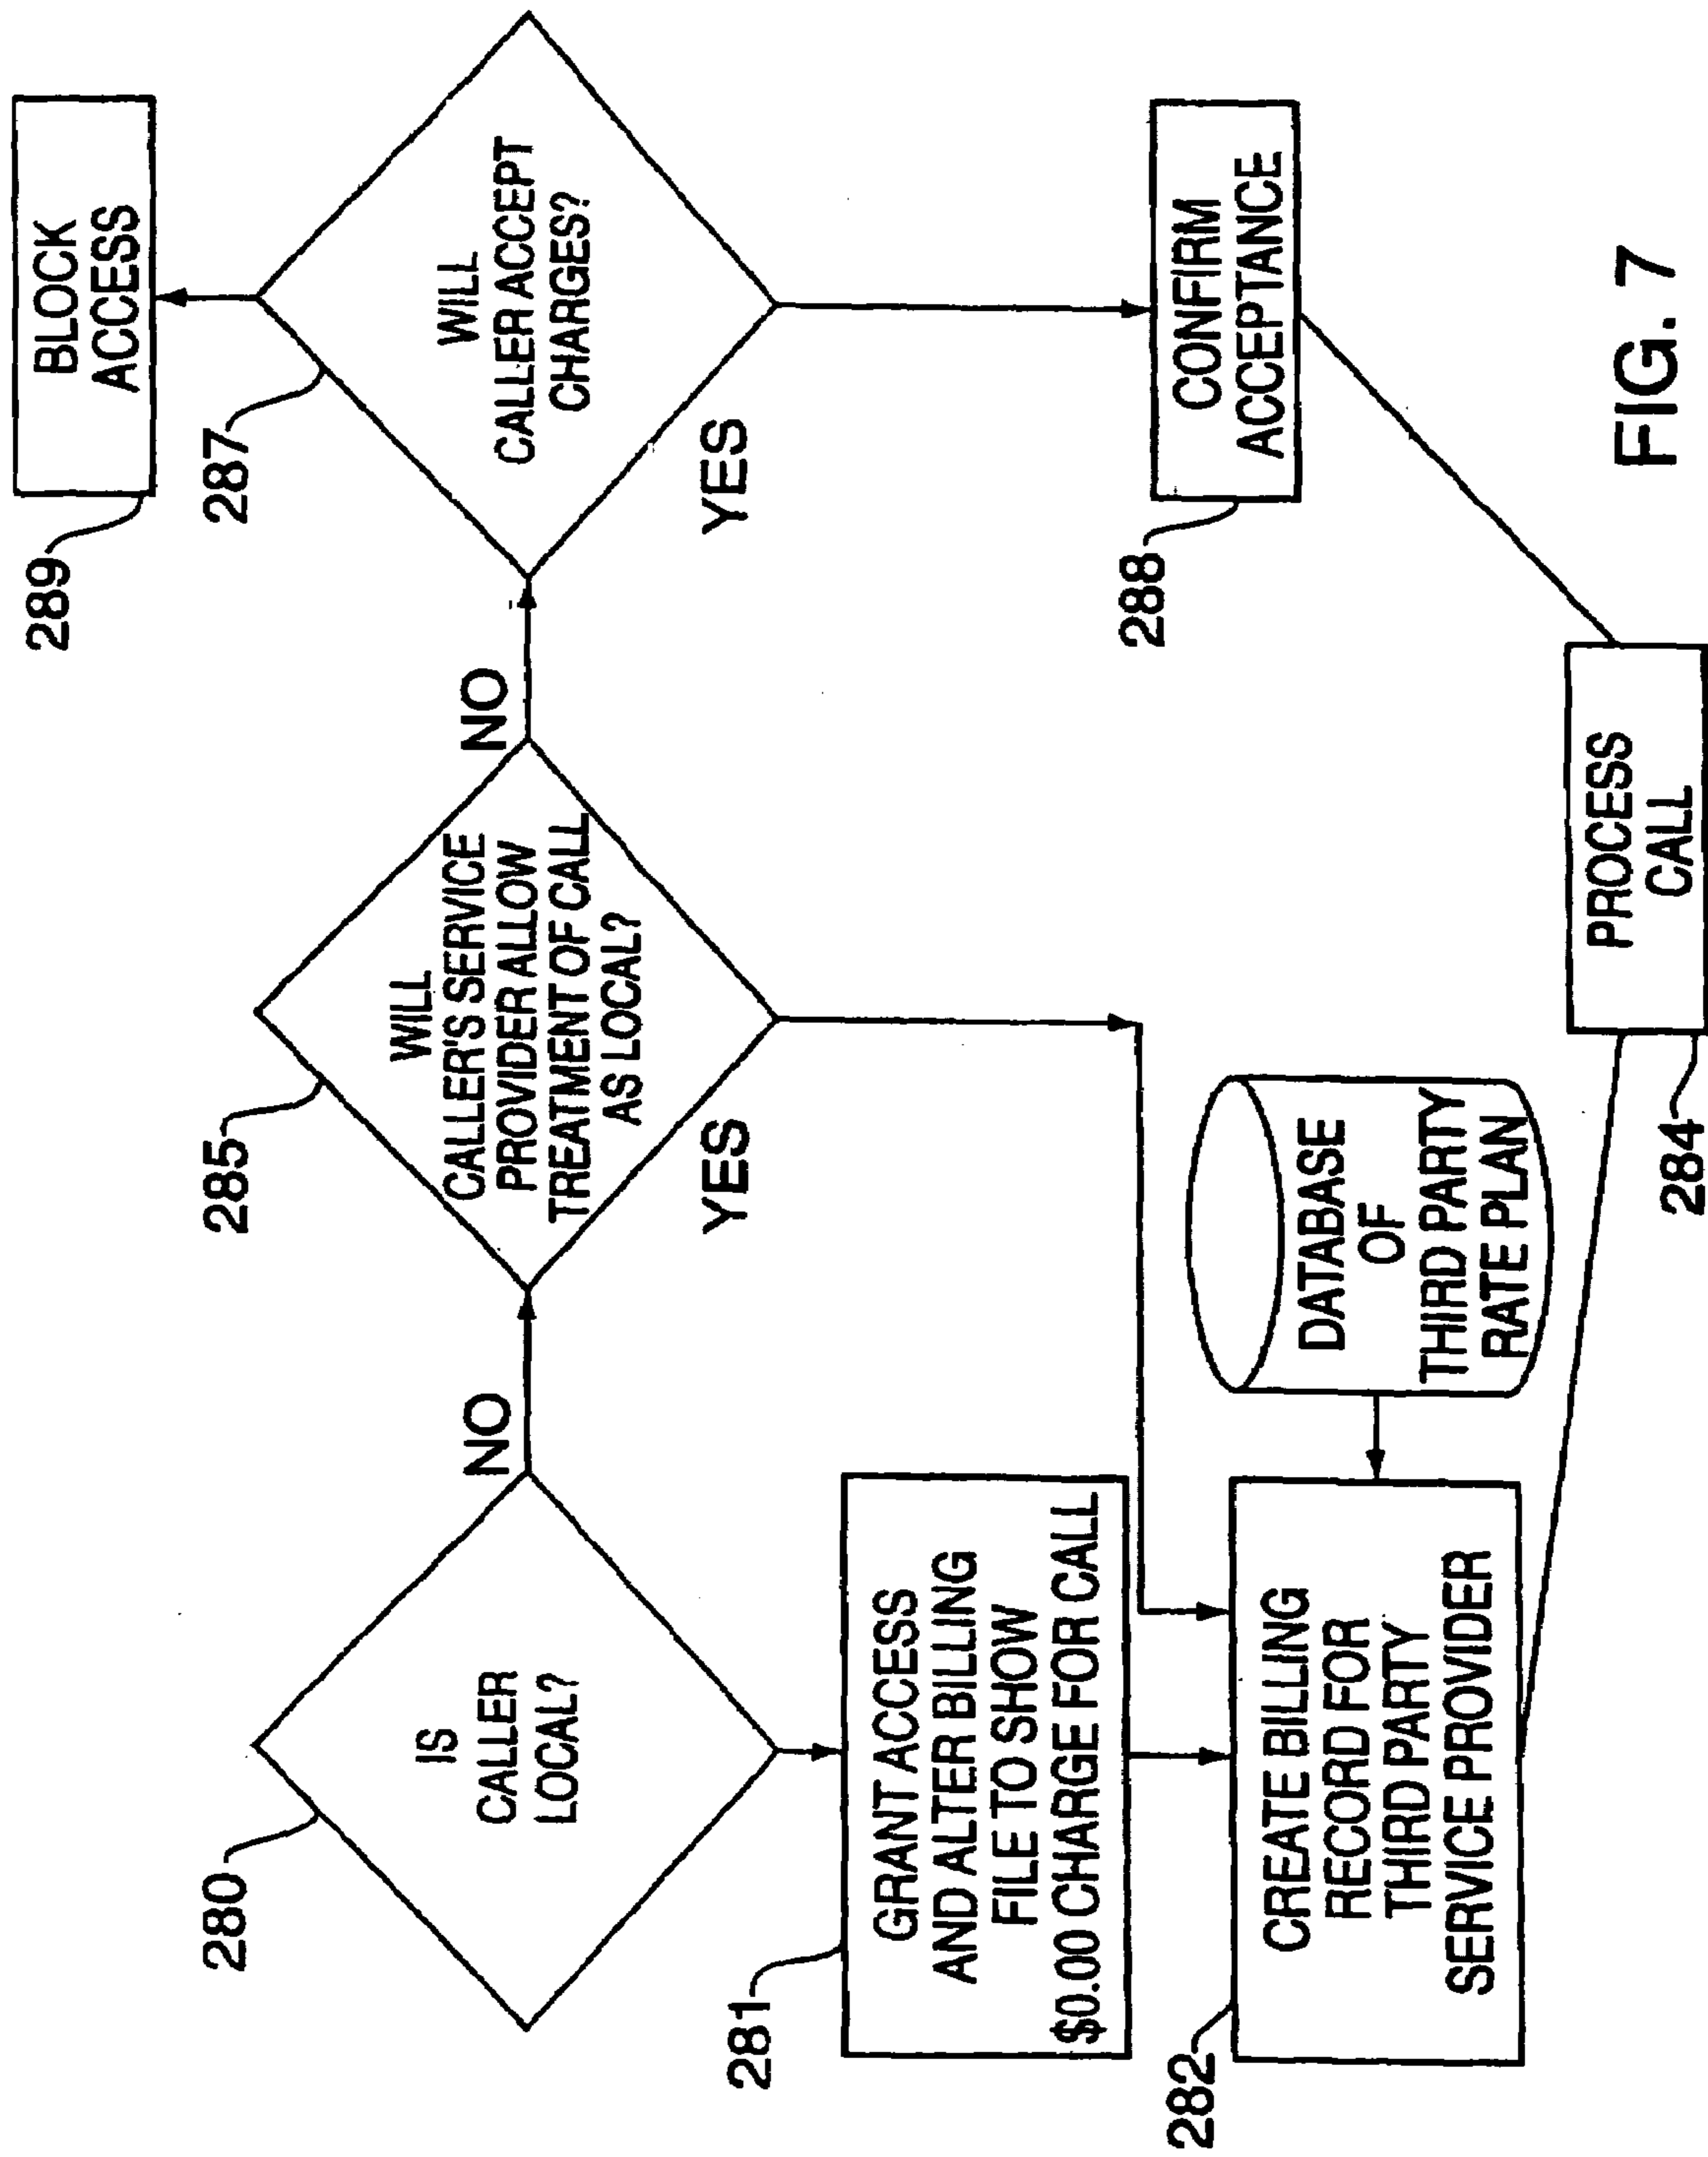 280
IS
CALLER
LOCAL?
NO
281
GRANT ACCESS
AND ALTER BILLING
FILE TO SHOW
$0.00 CHARGE FOR CALL
282
CREATE BILLING
RECORD FOR
THIRD PARTY
SERVICE PROVIDER
285
WILL
CALLER'S SERVICE
PROVIDER ALLOW
TREATMENT OF CALL
AS LOCAL?
NO
YES
DATABASE
OF
THIRD PARTY
RATE PLAN
289
BLOCK
ACCESS
287
WILL
CALLER ACCEPT
CHARGES?
YES
288
CONFIRM
ACCEPTANCE
284
PROCESS
CALL
FIG. 7